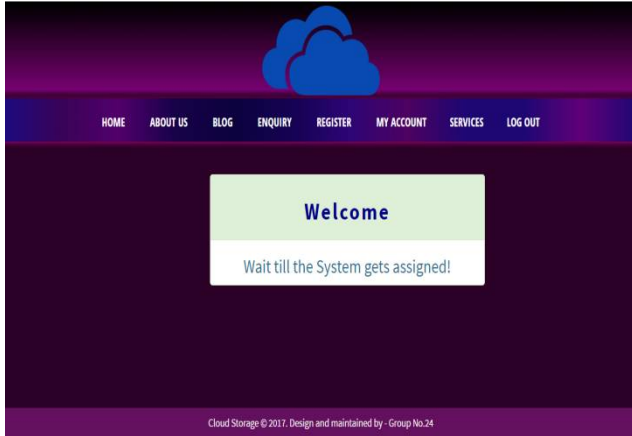 HOME ABOUT US BLOG ENQUIRY REGISTER MY ACCOUNT SERVICES LOG OUT
Welcome
Wait till the System gets assigned!
Cloud Storage © 2017. Design and maintained by - Group No.24